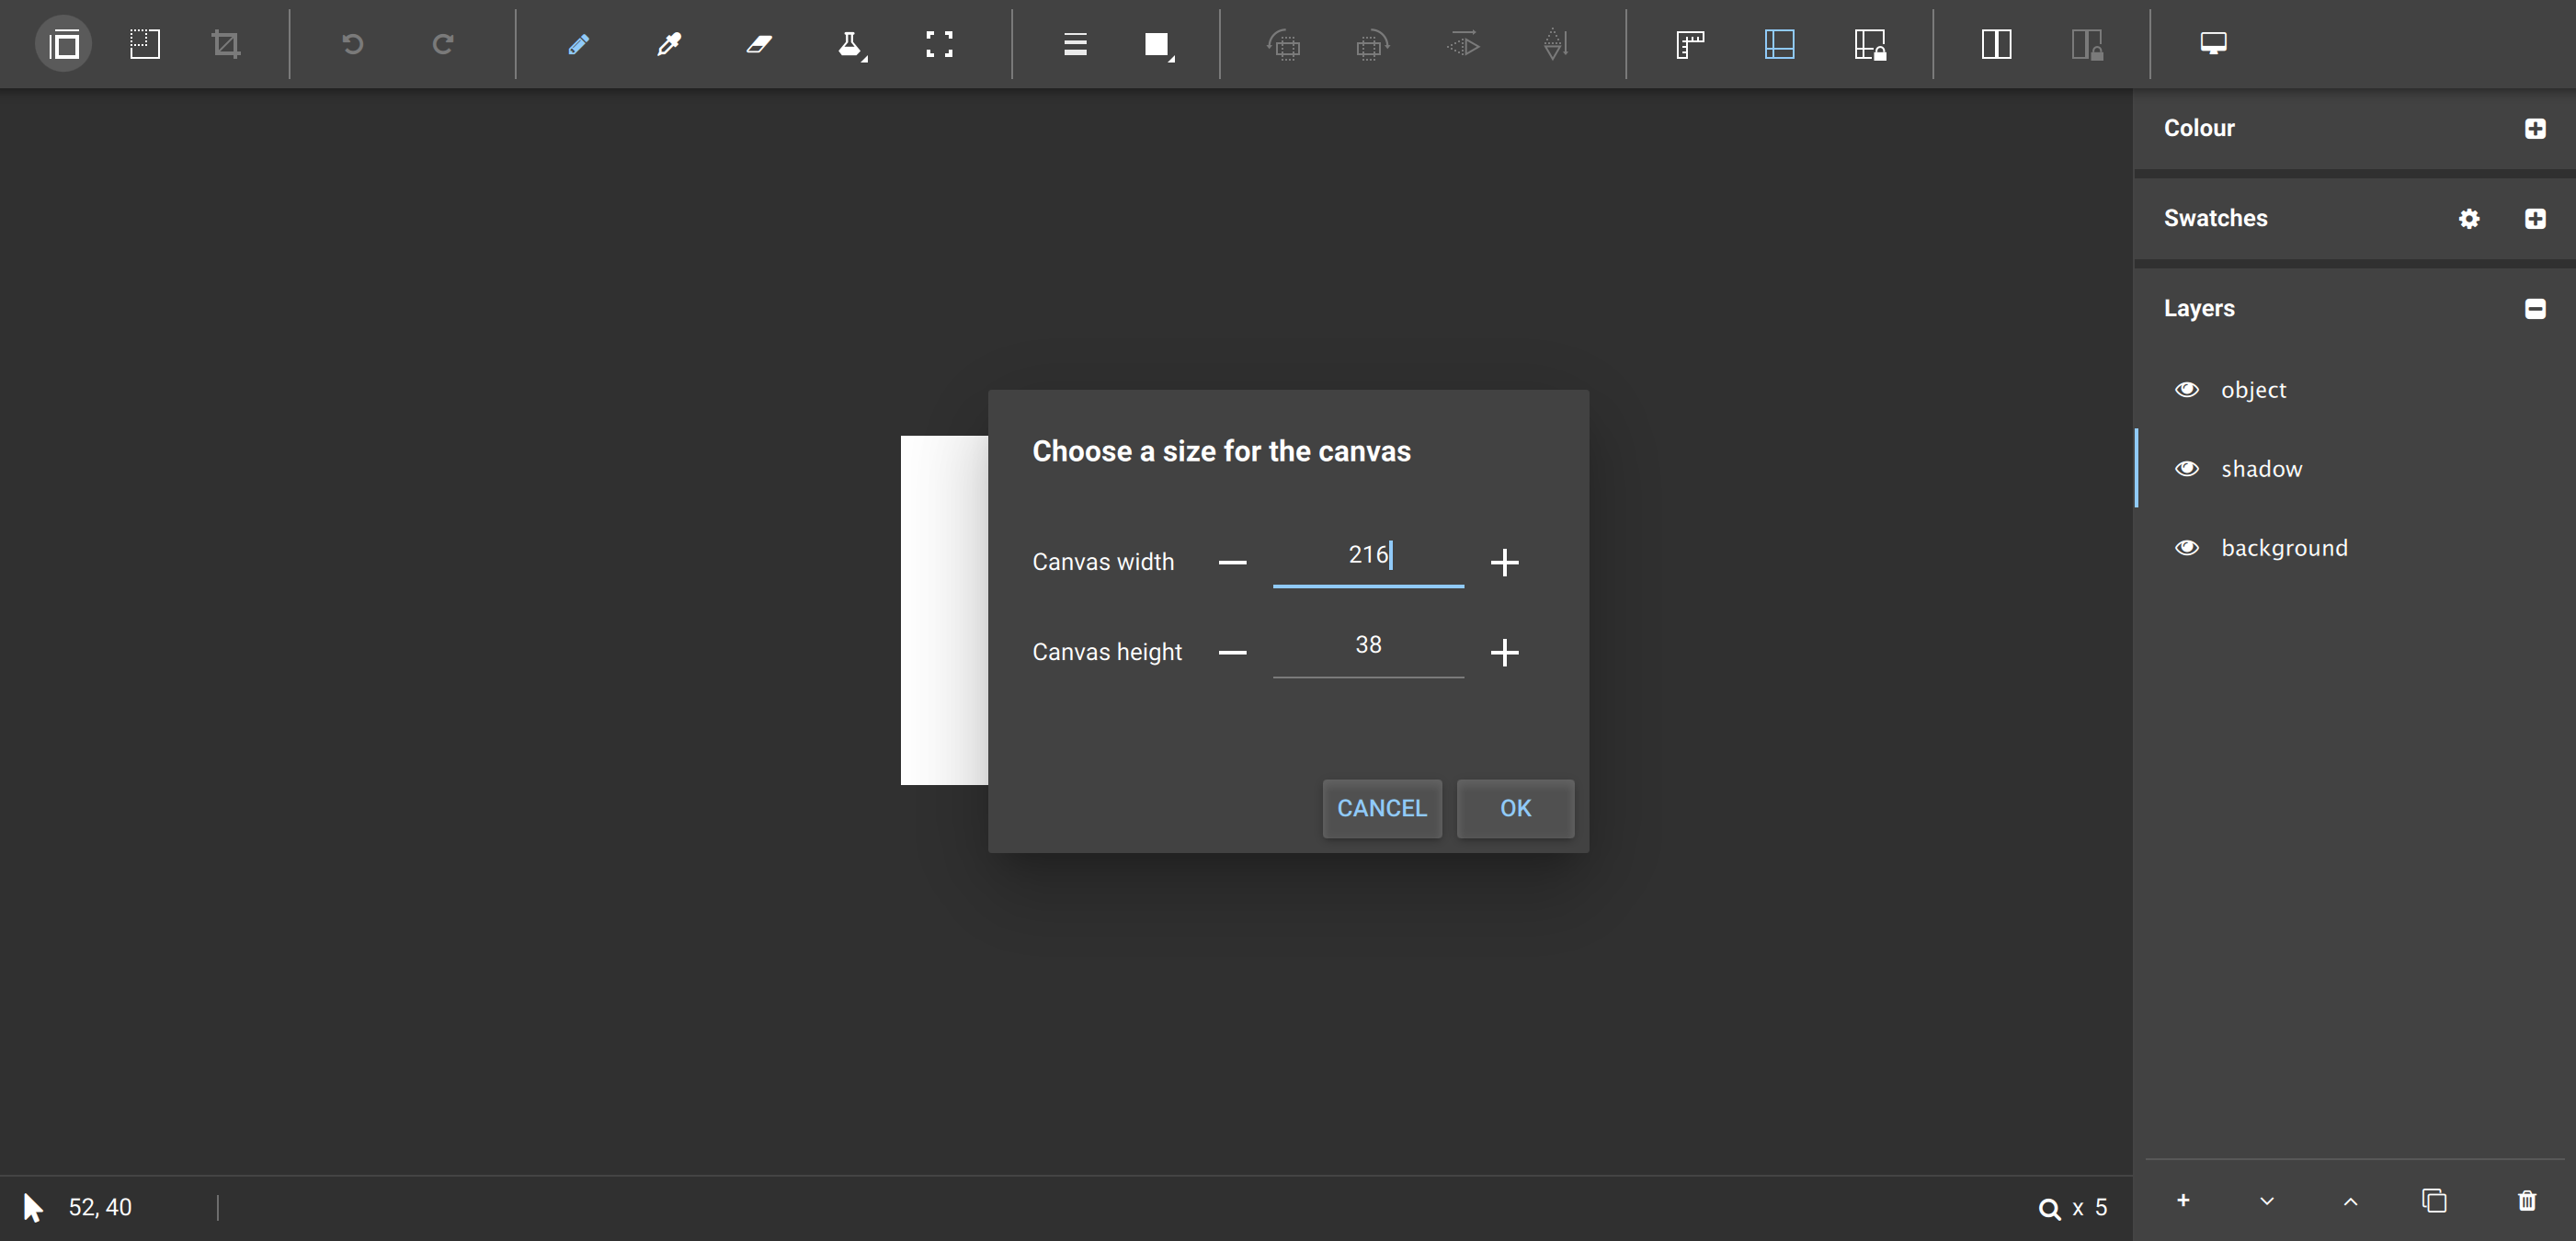 Colour
Swatches
Layers
object
shadow
background
Choose a size for the canvas
Canvas width 216
Canvas height 38
CANCEL OK
52, 40
x 5